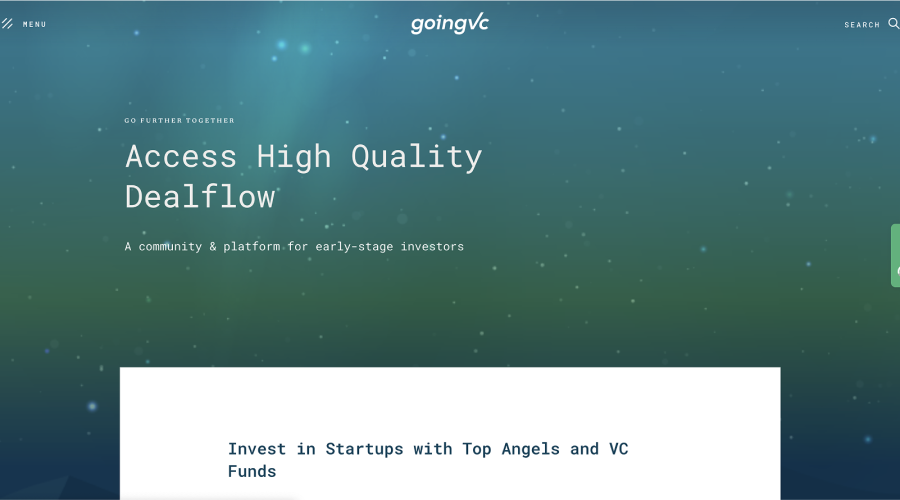 MENU
goingvc
SEARCH
GO FURTHER TOGETHER
Access High Quality
Dealflow
A community & platform for early-stage investors
Invest in Startups with Top Angels and VC
Funds